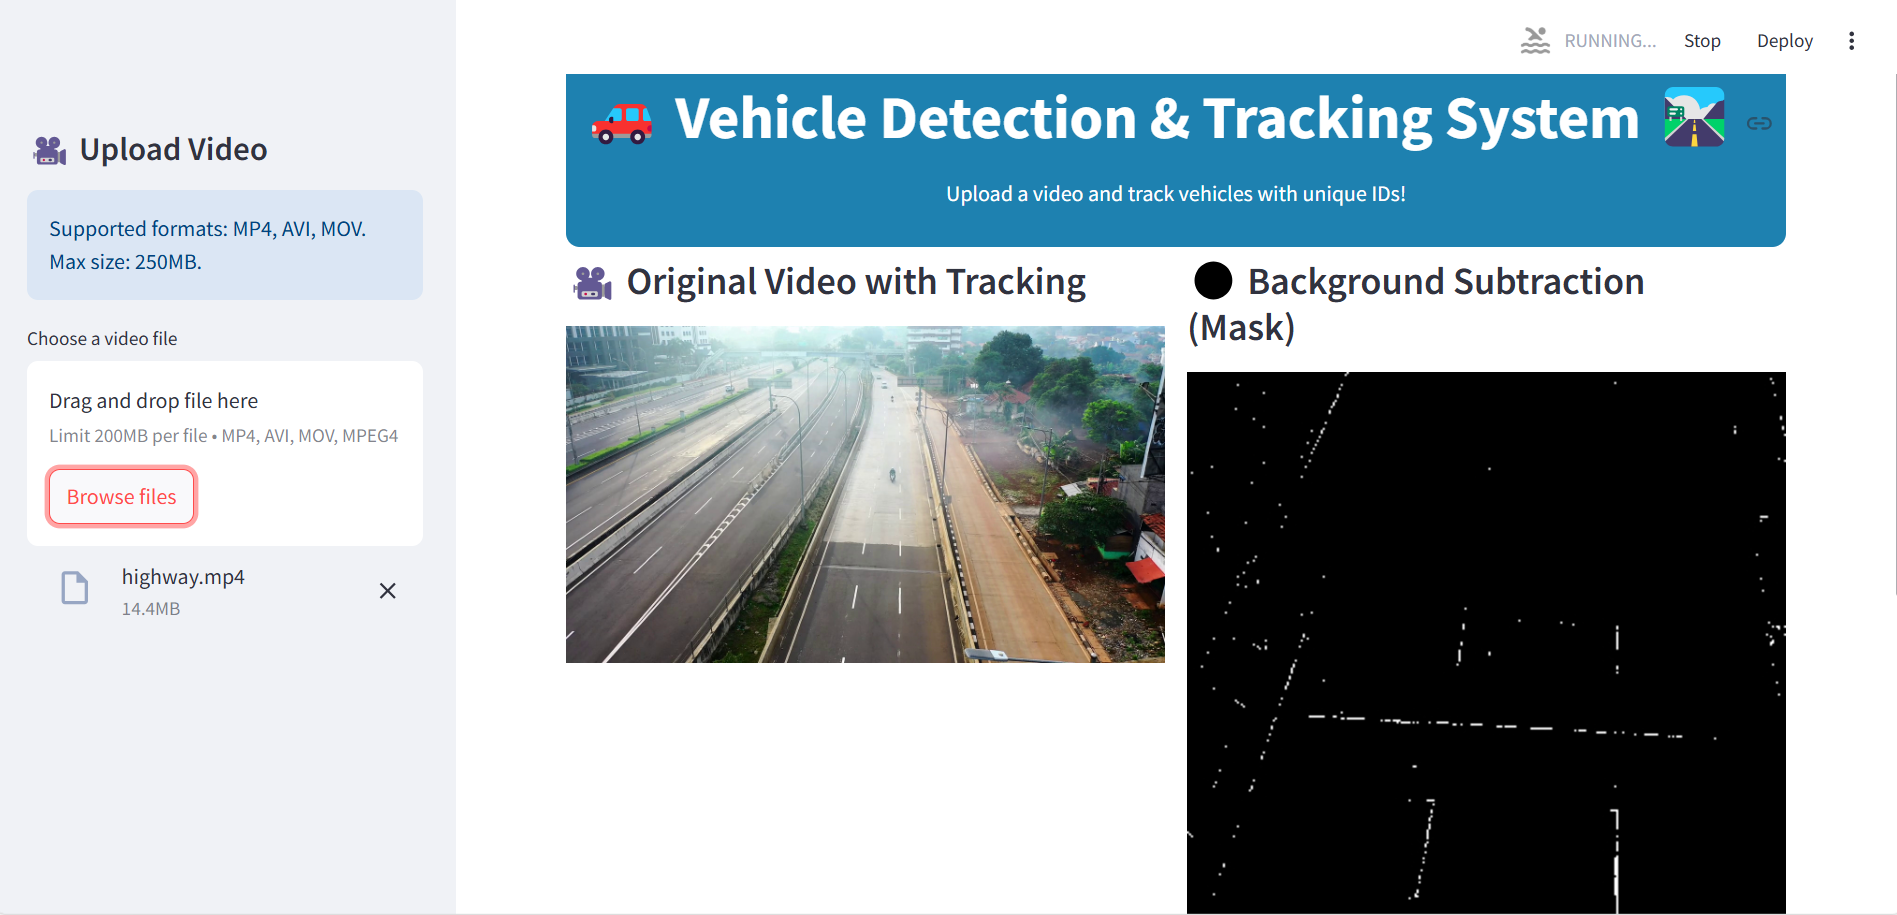 RUNNING...
Stop
Deploy
Upload Video
Supported formats: MP4, AVI, MOV.
Max size: 250MB.
Choose a video file
Drag and drop file here
Limit 200MB per file • MP4, AVI, MOV, MPEG4
Browse files
highway.mp4
14.4MB
Vehicle Detection & Tracking System
Upload a video and track vehicles with unique IDs!
Original Video with Tracking
Background Subtraction
(Mask)